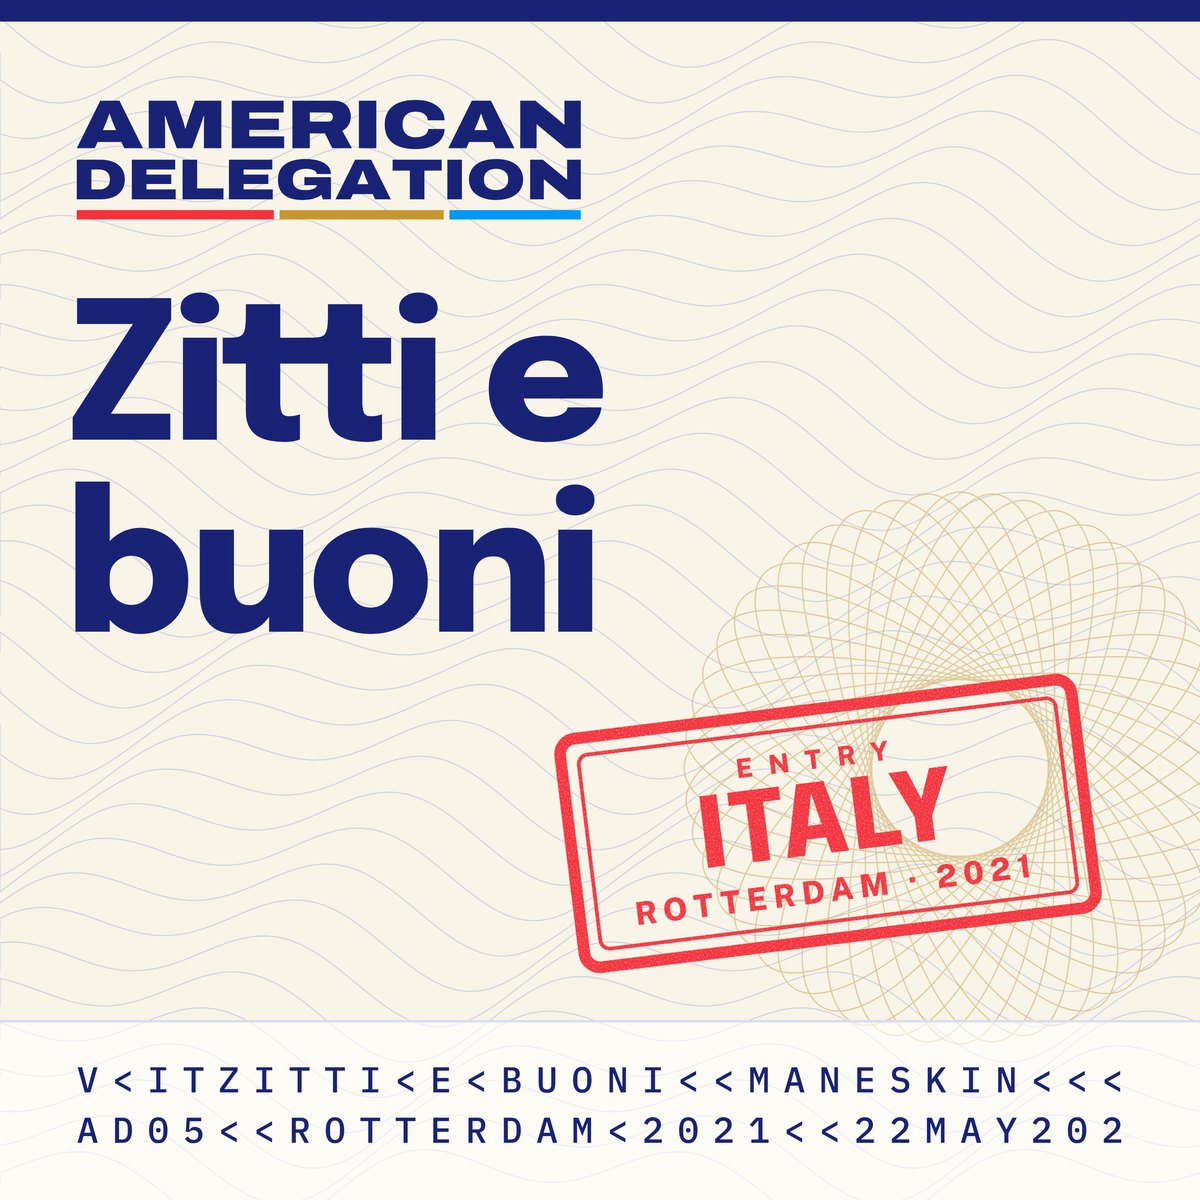 AMERICAN
DELEGATION
Zitti e
buoni
ENTRY
ITALY
ROTTERDAM · 2021
V<ITZITTI<E<BUONI<<MANESKIN<<<
AD05<<ROTTERDAM<2021<<22MAY202